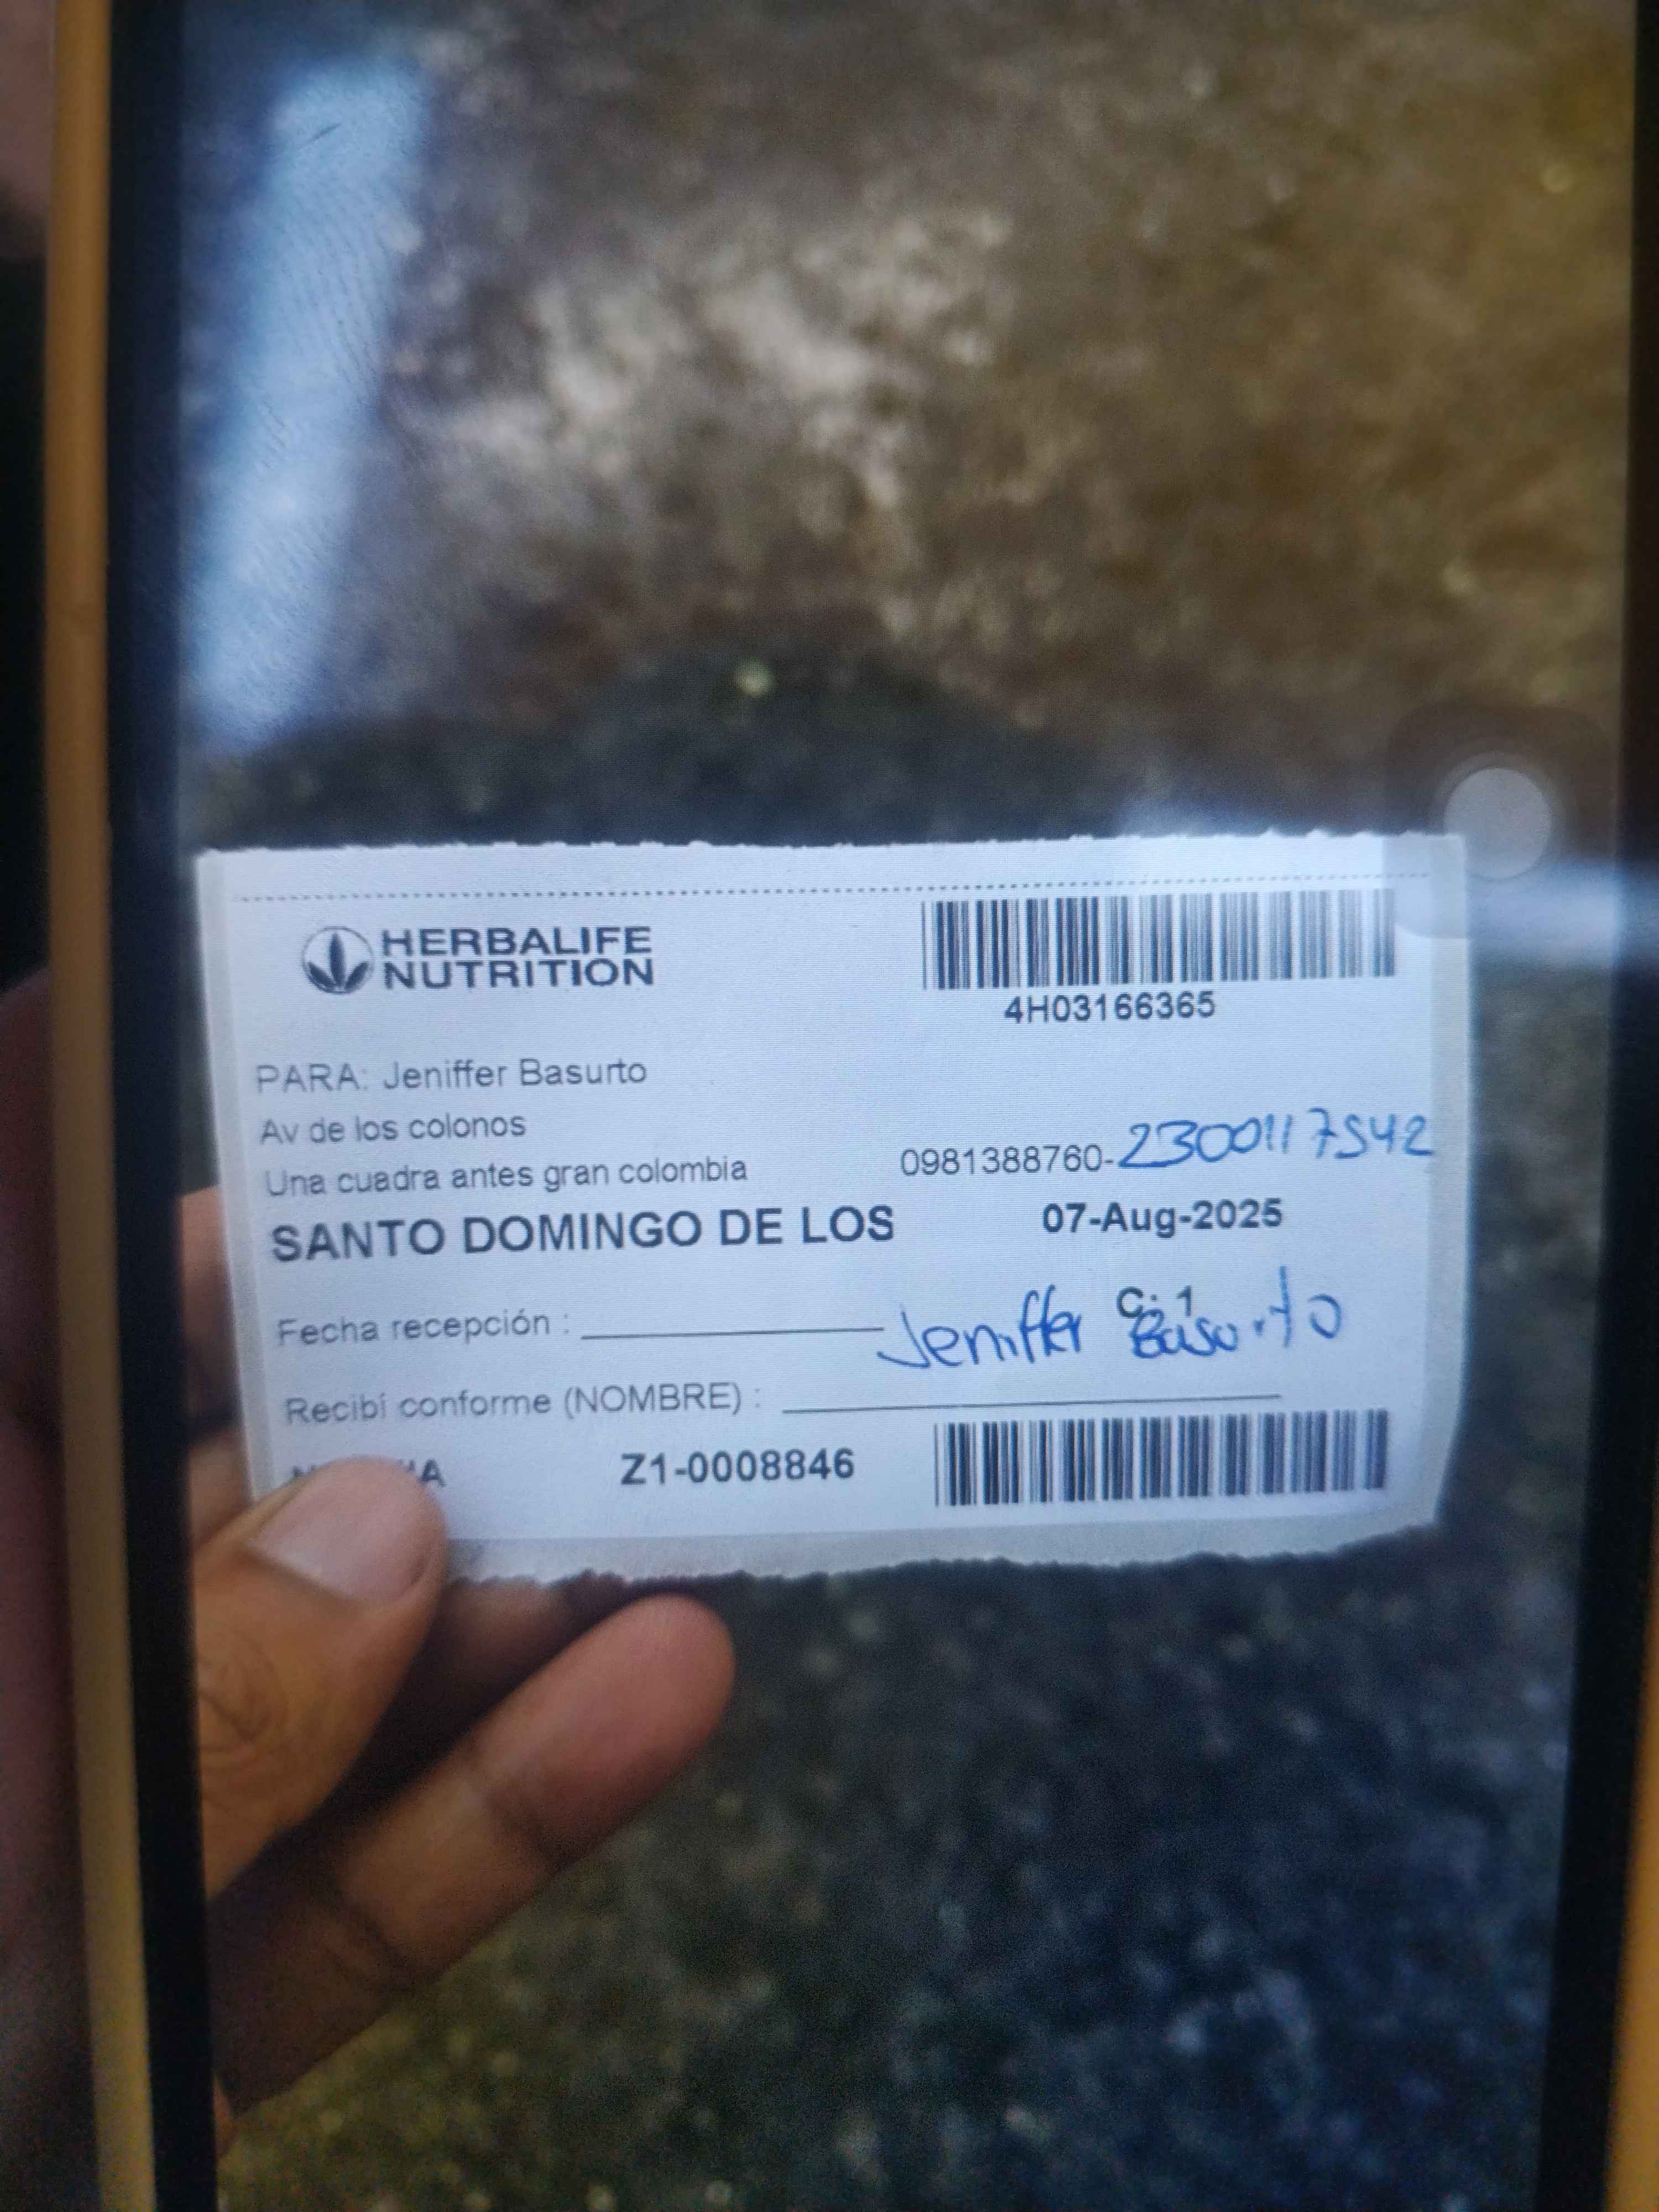 HERBALIFE
NUTRITION
4H03166365
PARA: Jeniffer Basurto
Av de los colonos
Una cuadra antes gran colombia
0981388760-2300117542
SANTO DOMINGO DE LOS
07-Aug-2025
C: 1
Fecha recepción :
Jeniffer Basurto
Recibí conforme (NOMBRE) :
Z1-0008846